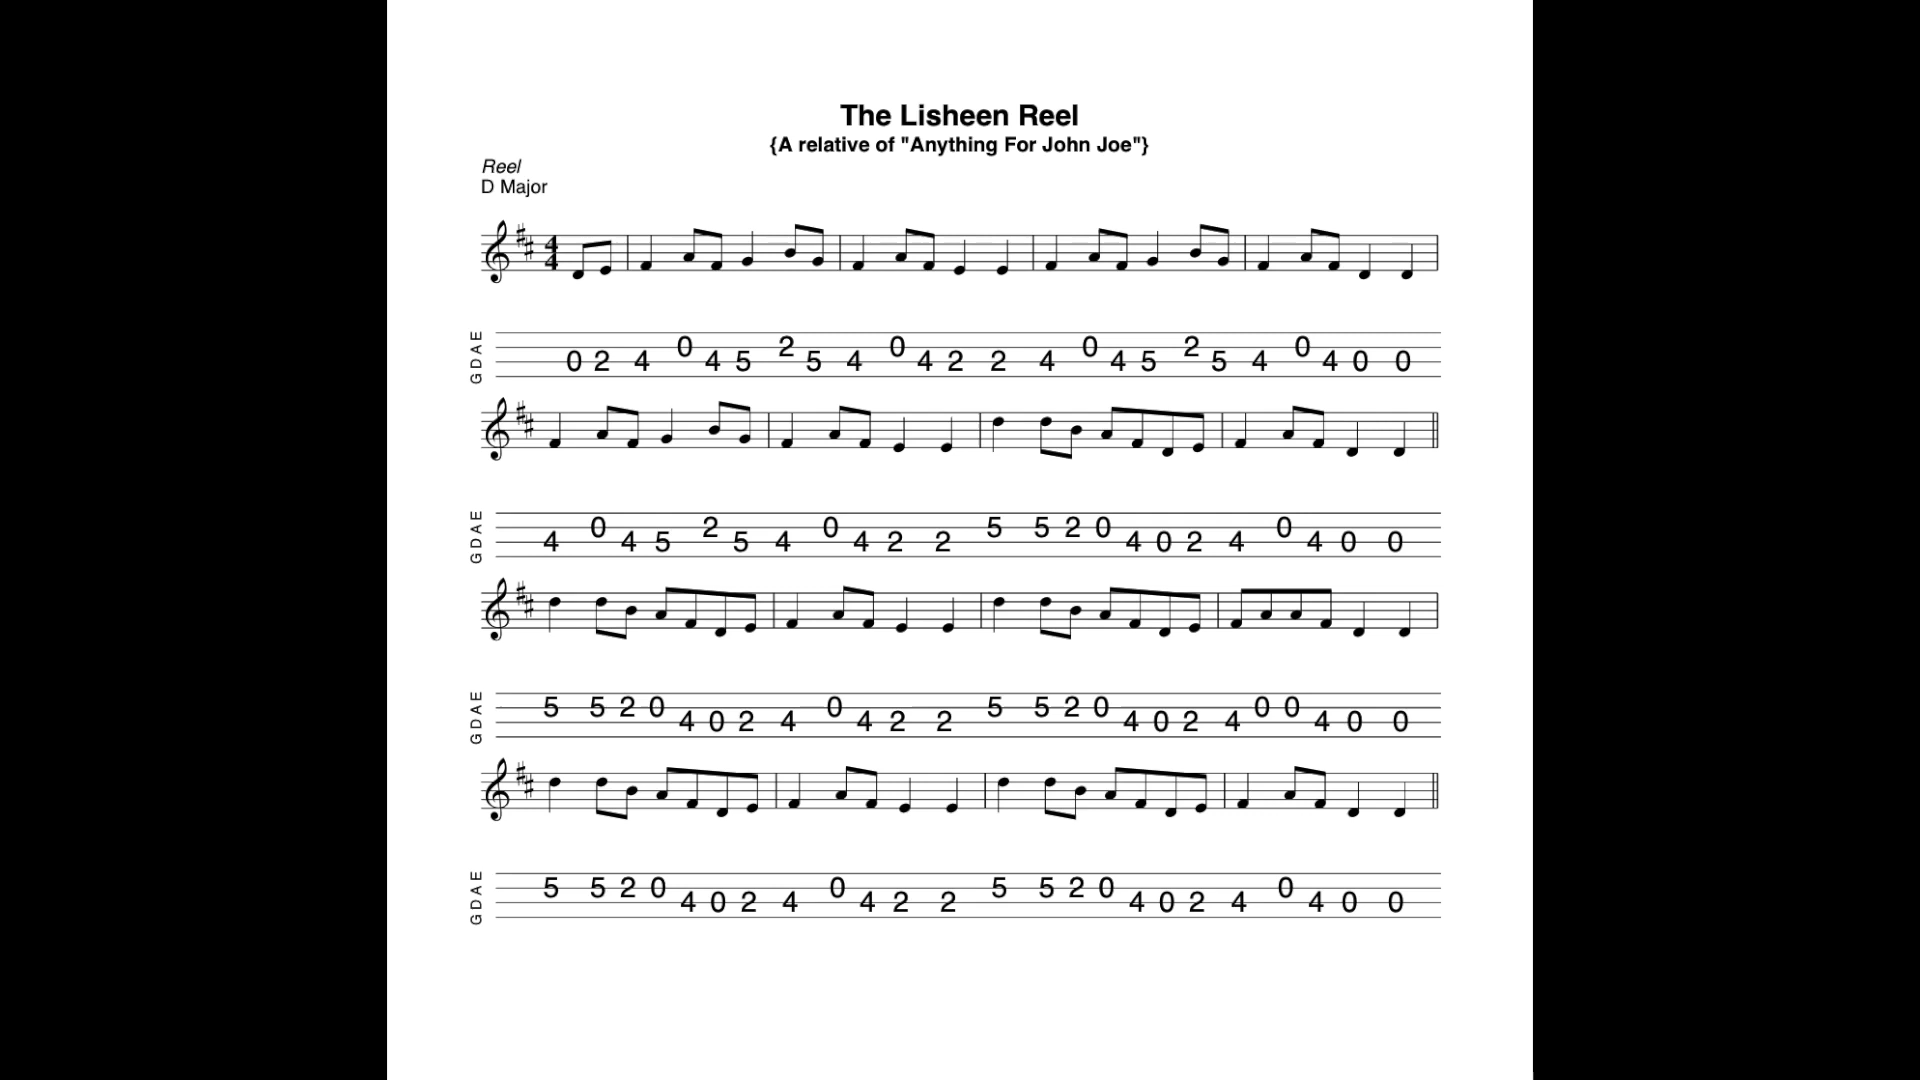 The Lisheen Reel
{A relative of "Anything For John Joe"}
Reel
D Major
4
4
E
A
D
G
0 2 4 0 4 5 2 5 4 0 4 2 2 4 0 4 5 2 5 4 0 4 0 0
E
A
D
G
4 0 4 5 2 5 4 0 4 2 2 5 5 2 0 4 0 2 4 0 4 0 0
E
A
D
G
5 5 2 0 4 0 2 4 0 4 2 2 5 5 2 0 4 0 2 4 0 0 4 0 0
E
A
D
G
5 5 2 0 4 0 2 4 0 4 2 2 5 5 2 0 4 0 2 4 0 4 0 0